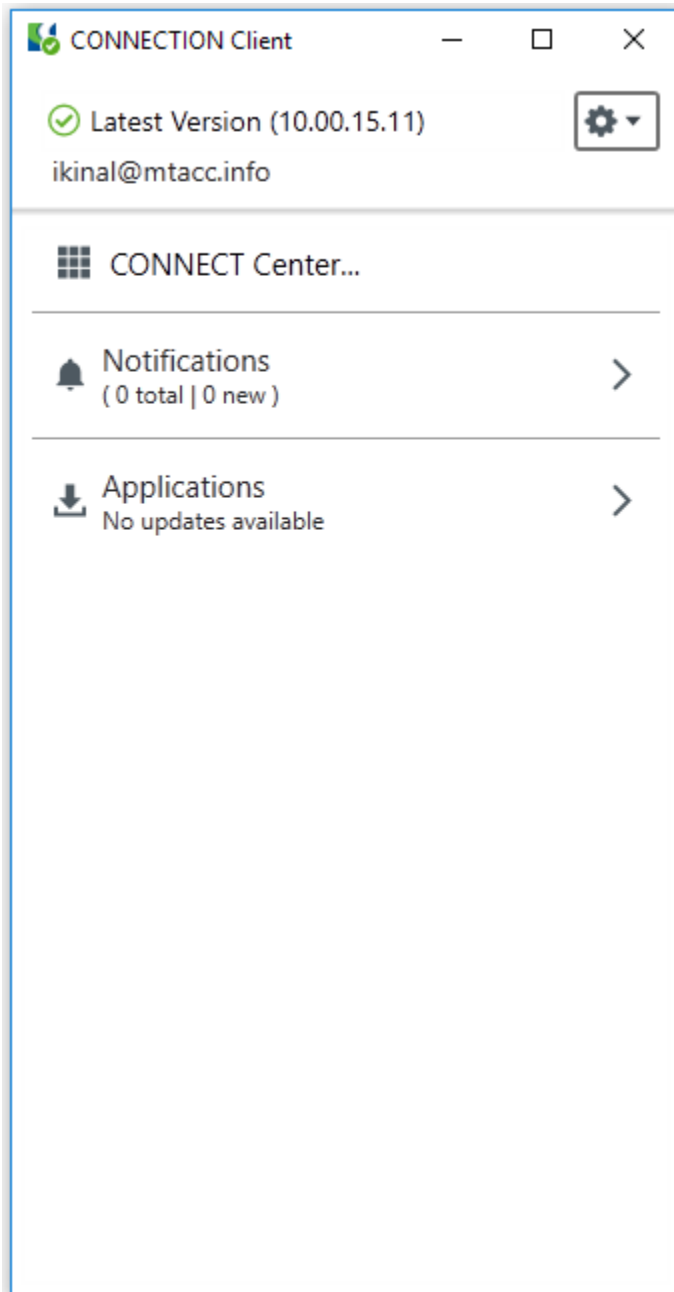 CONNECTION Client
Latest Version (10.00.15.11)
ikinal@mtacc.info
CONNECT Center...
Notifications
( 0 total | 0 new )
Applications
No updates available